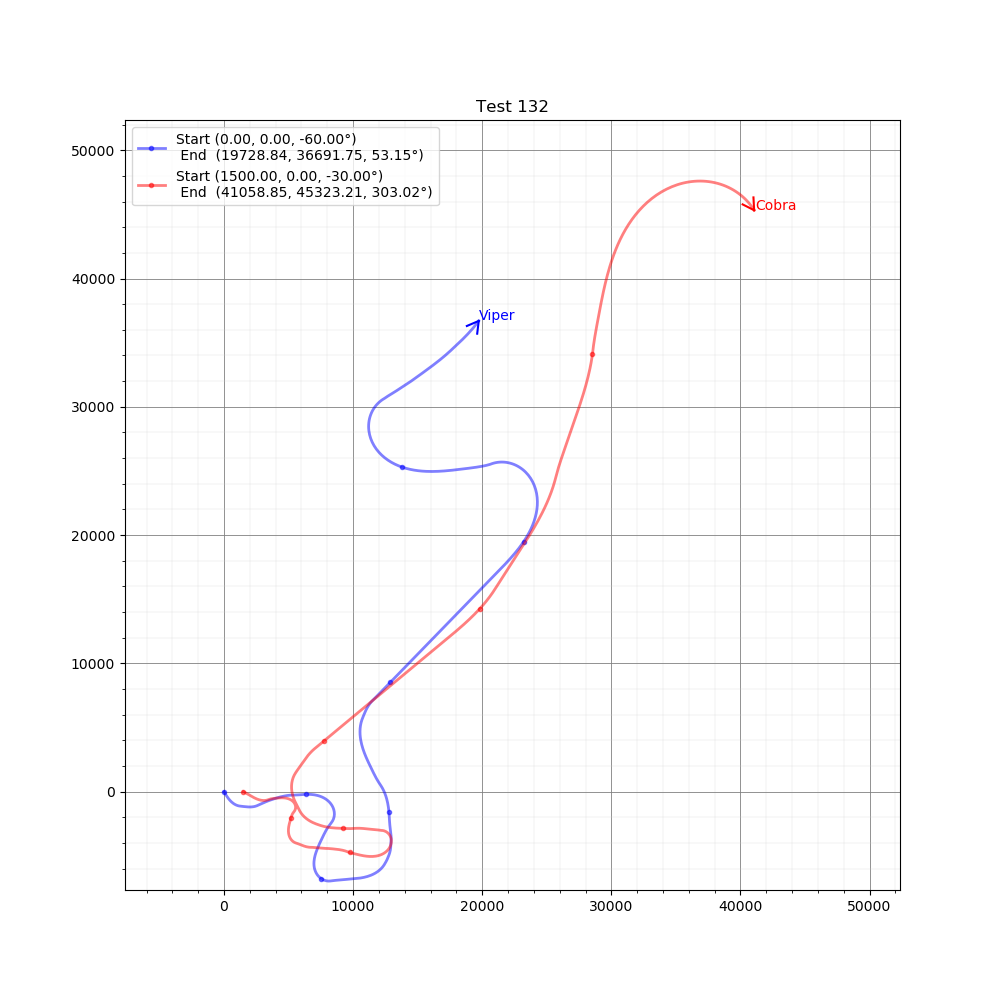 Test 132
Start (0.00, 0.00, -60.00°)
End  (19728.84, 36691.75, 53.15°)
Start (1500.00, 0.00, -30.00°)
End  (41058.85, 45323.21, 303.02°)
50000
40000
30000
20000
10000
0
Cobra
Viper
0
10000
20000
30000
40000
50000